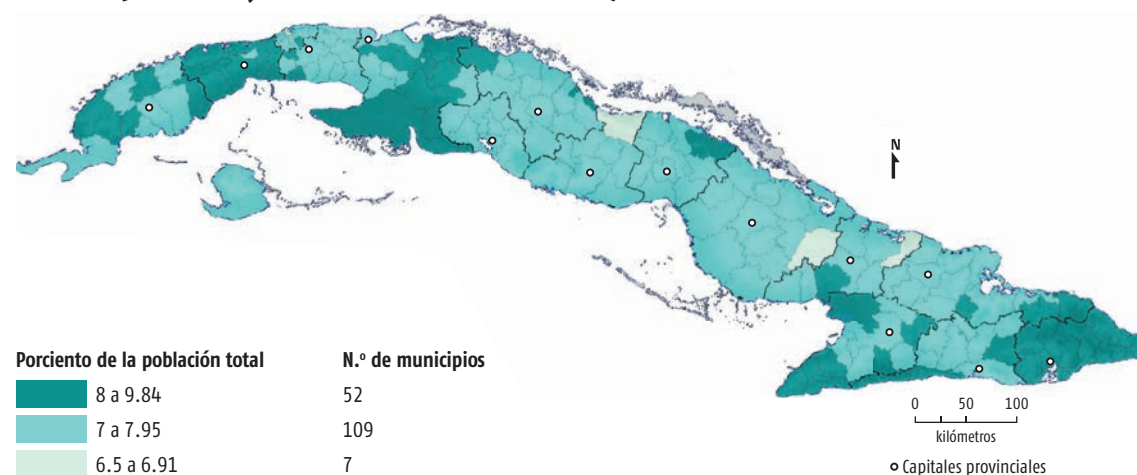 N
Porciento de la población total
N.º de municipios
8 a 9.84
52
7 a 7.95
109
6.5 a 6.91
7
0 50 100
kilómetros
Capitales provinciales